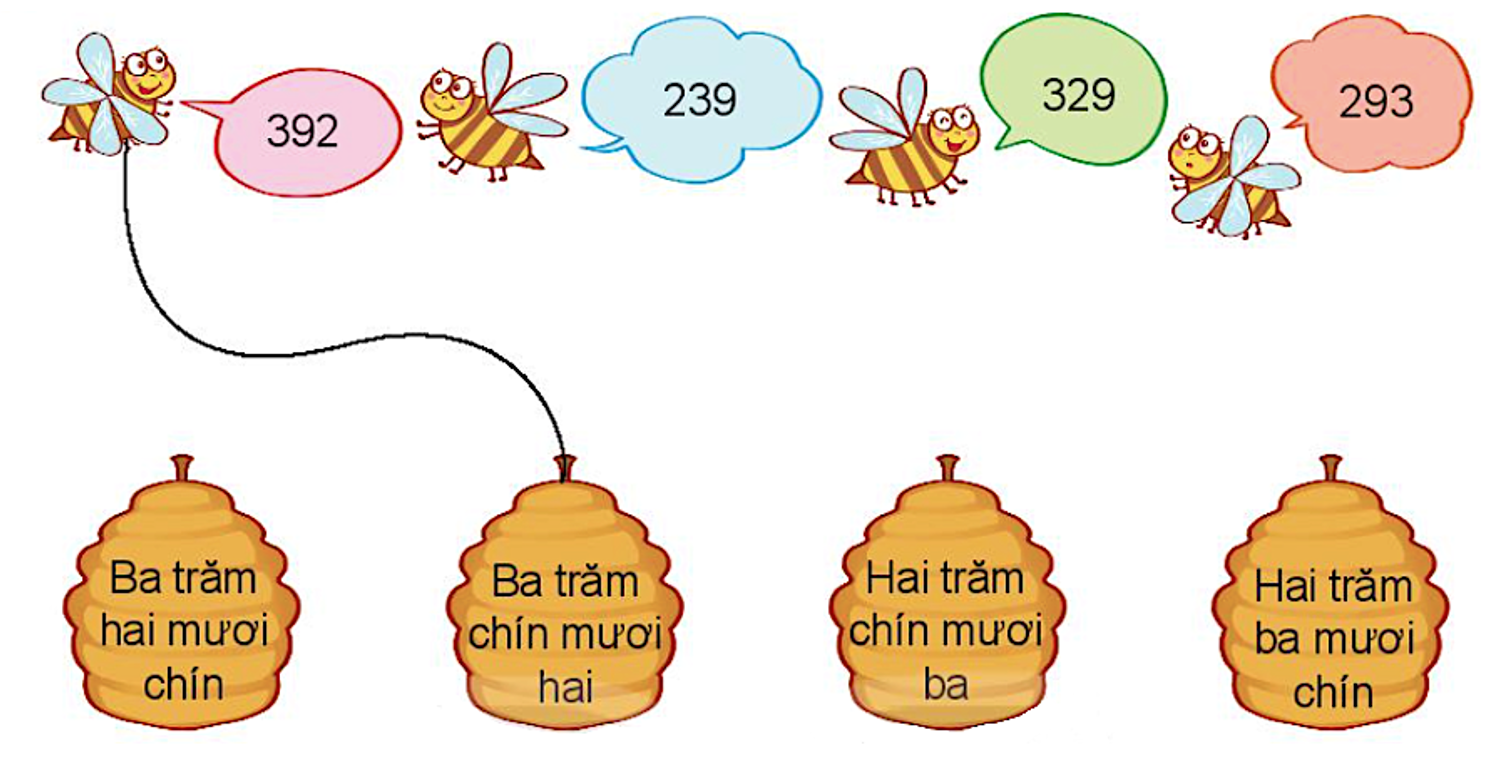 392
239
329
293
Ba trăm
hai mươi
chín
Ba trăm
chín mươi
hai
Hai trăm
chín mươi
ba
Hai trăm
ba mươi
chín